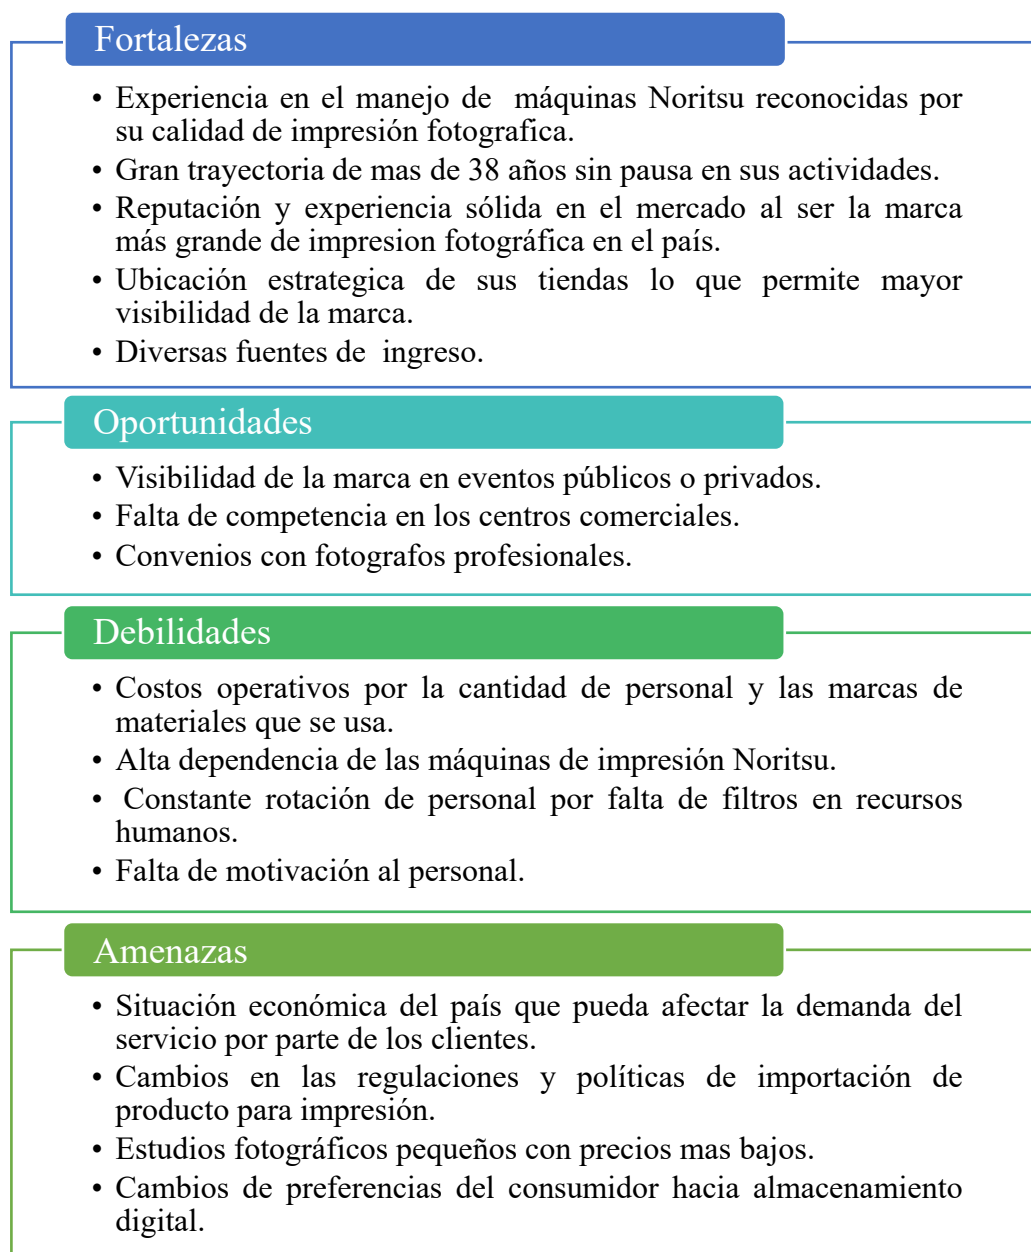 Fortalezas
• Experiencia en el manejo de máquinas Noritsu reconocidas por
su calidad de impresión fotografica.
• Gran trayectoria de mas de 38 años sin pausa en sus actividades.
• Reputación y experiencia sólida en el mercado al ser la marca
más grande de impresion fotográfica en el país.
• Ubicación estrategica de sus tiendas lo que permite mayor
visibilidad de la marca.
• Diversas fuentes de ingreso.
Oportunidades
• Visibilidad de la marca en eventos públicos o privados.
• Falta de competencia en los centros comerciales.
• Convenios con fotografos profesionales.
Debilidades
• Costos operativos por la cantidad de personal y las marcas de
materiales que se usa.
• Alta dependencia de las máquinas de impresión Noritsu.
• Constante rotación de personal por falta de filtros en recursos
humanos.
• Falta de motivación al personal.
Amenazas
• Situación económica del país que pueda afectar la demanda del
servicio por parte de los clientes.
• Cambios en las regulaciones y políticas de importación de
producto para impresión.
• Estudios fotográficos pequeños con precios mas bajos.
• Cambios de preferencias del consumidor hacia almacenamiento
digital.